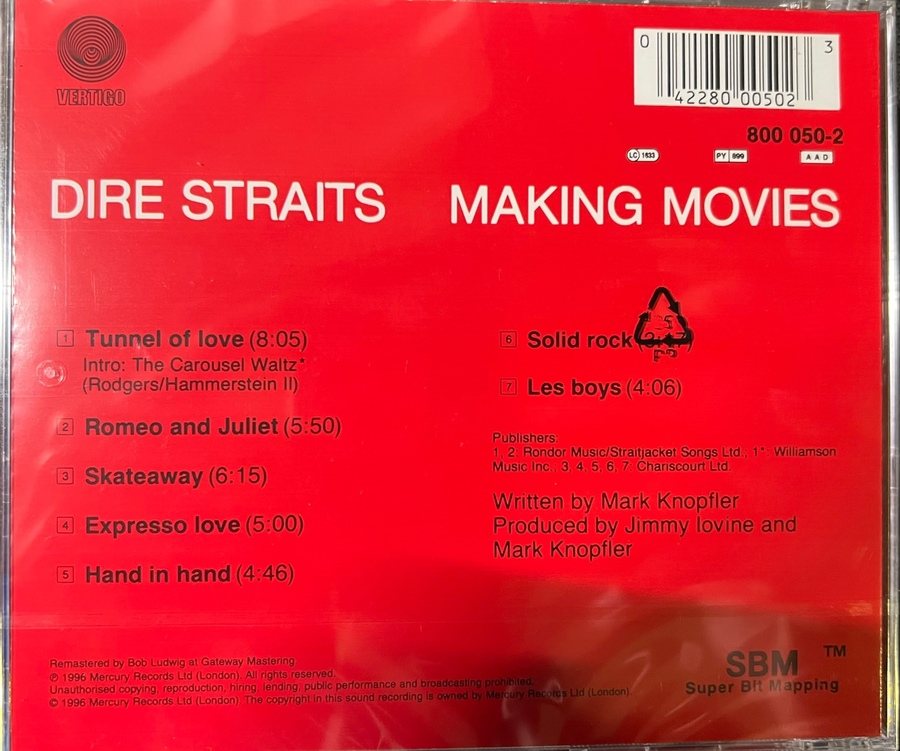 VERTIGO
0 42280 00502 3
800 050-2
LC 1633 PY 899 AAD
DIRE STRAITS MAKING MOVIES
1 Tunnel of love (8:05)
Intro: The Carousel Waltz*
(Rodgers/Hammerstein II)
2 Romeo and Juliet (5:50)
3 Skateaway (6:15)
4 Expresso love (5:00)
5 Hand in hand (4:46)
6 Solid rock
7 Les boys (4:06)
Publishers:
1, 2: Rondor Music/Straitjacket Songs Ltd., 1*: Williamson
Music Inc., 3, 4, 5, 6, 7: Chariscourt Ltd.
Written by Mark Knopfler
Produced by Jimmy Iovine and
Mark Knopfler
Remastered by Bob Ludwig at Gateway Mastering.
℗ 1996 Mercury Records Ltd (London). All rights reserved.
Unauthorised copying, reproduction, hiring, lending, public performance and broadcasting prohibited.
© 1996 Mercury Records Ltd (London). The copyright in this sound recording is owned by Mercury Records Ltd (London).
SBM TM
Super Bit Mapping